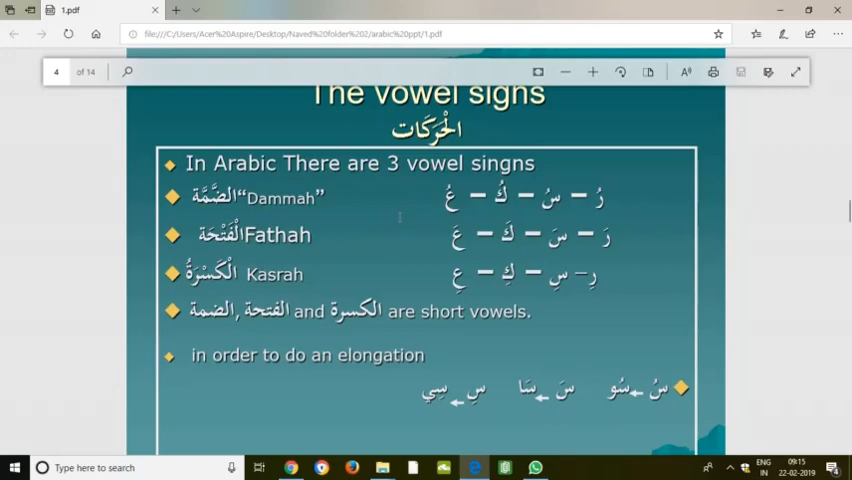 1.pdf
file:///C:/Users/Acer%20Aspire/Desktop/Naved%20folder%202/arabic%20ppt/1.pdf
4 of 14
The vowel signs
الْحَرَكَات
In Arabic There are 3 vowel singns
الضَّمَّة“Dammah” رُ – سُ – كُ – عُ
الْفَتْحَةFathah رَ – سَ – كَ – عَ
الْكَسْرَةُ Kasrah رِ – سِ – كِ – عِ
الضمة, الفتحة and الكسرة are short vowels.
in order to do an elongation
سُ ← سُو سَ ← سَا سِ ← سِي
Type here to search
ENG 09:15
IN 22-02-2019
4